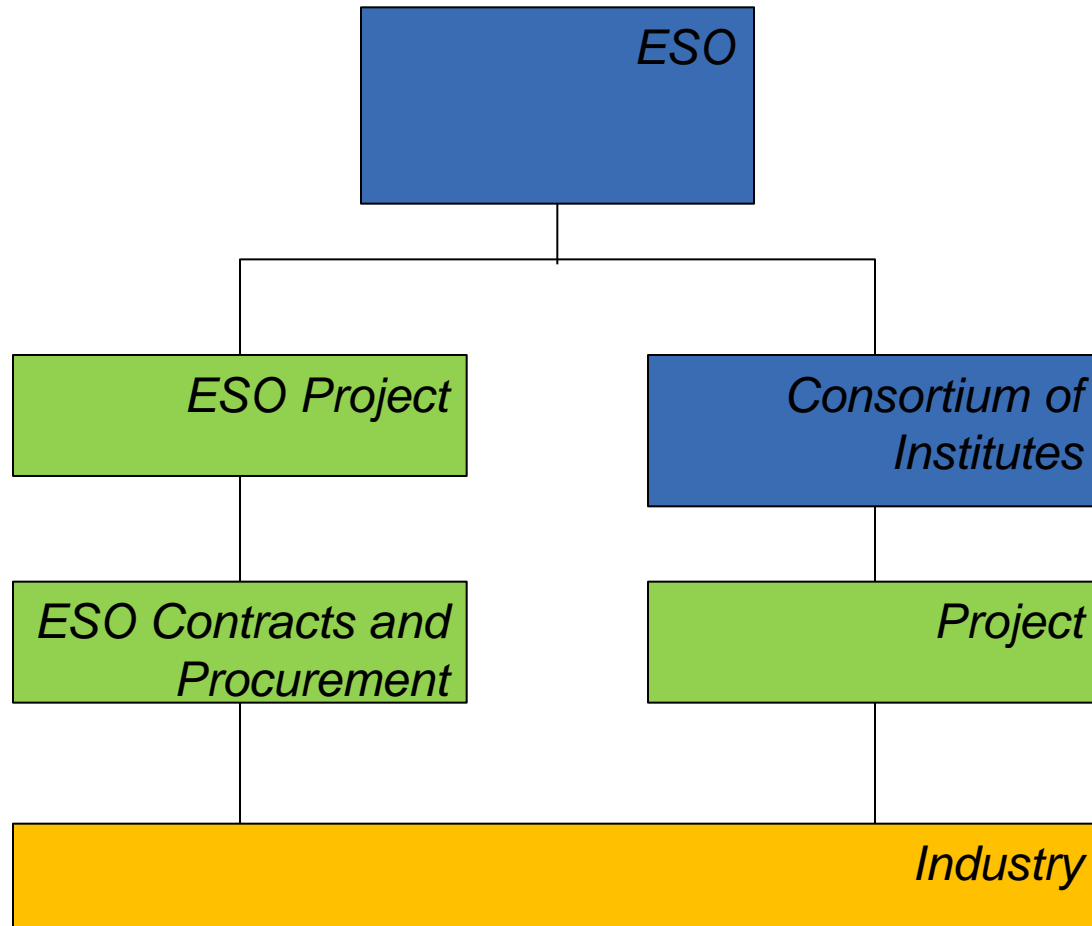 ESO
ESO Project
Consortium of
Institutes
ESO Contracts and
Procurement
Project
Industry